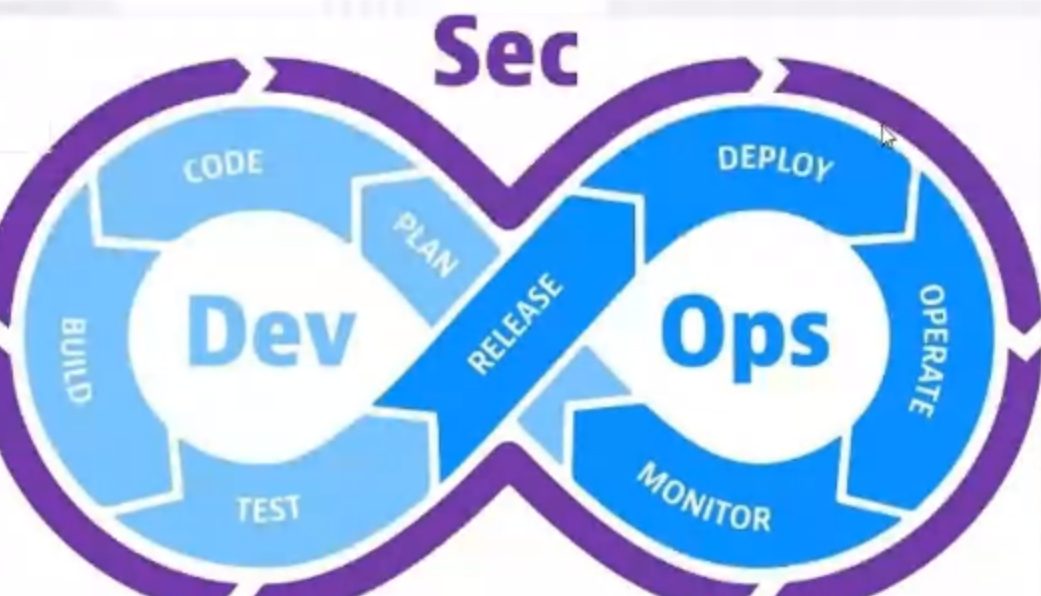 Sec
CODE
DEPLOY
PLAN
Dev
RELEASE
Ops
BUILD
OPERATE
TEST
MONITOR